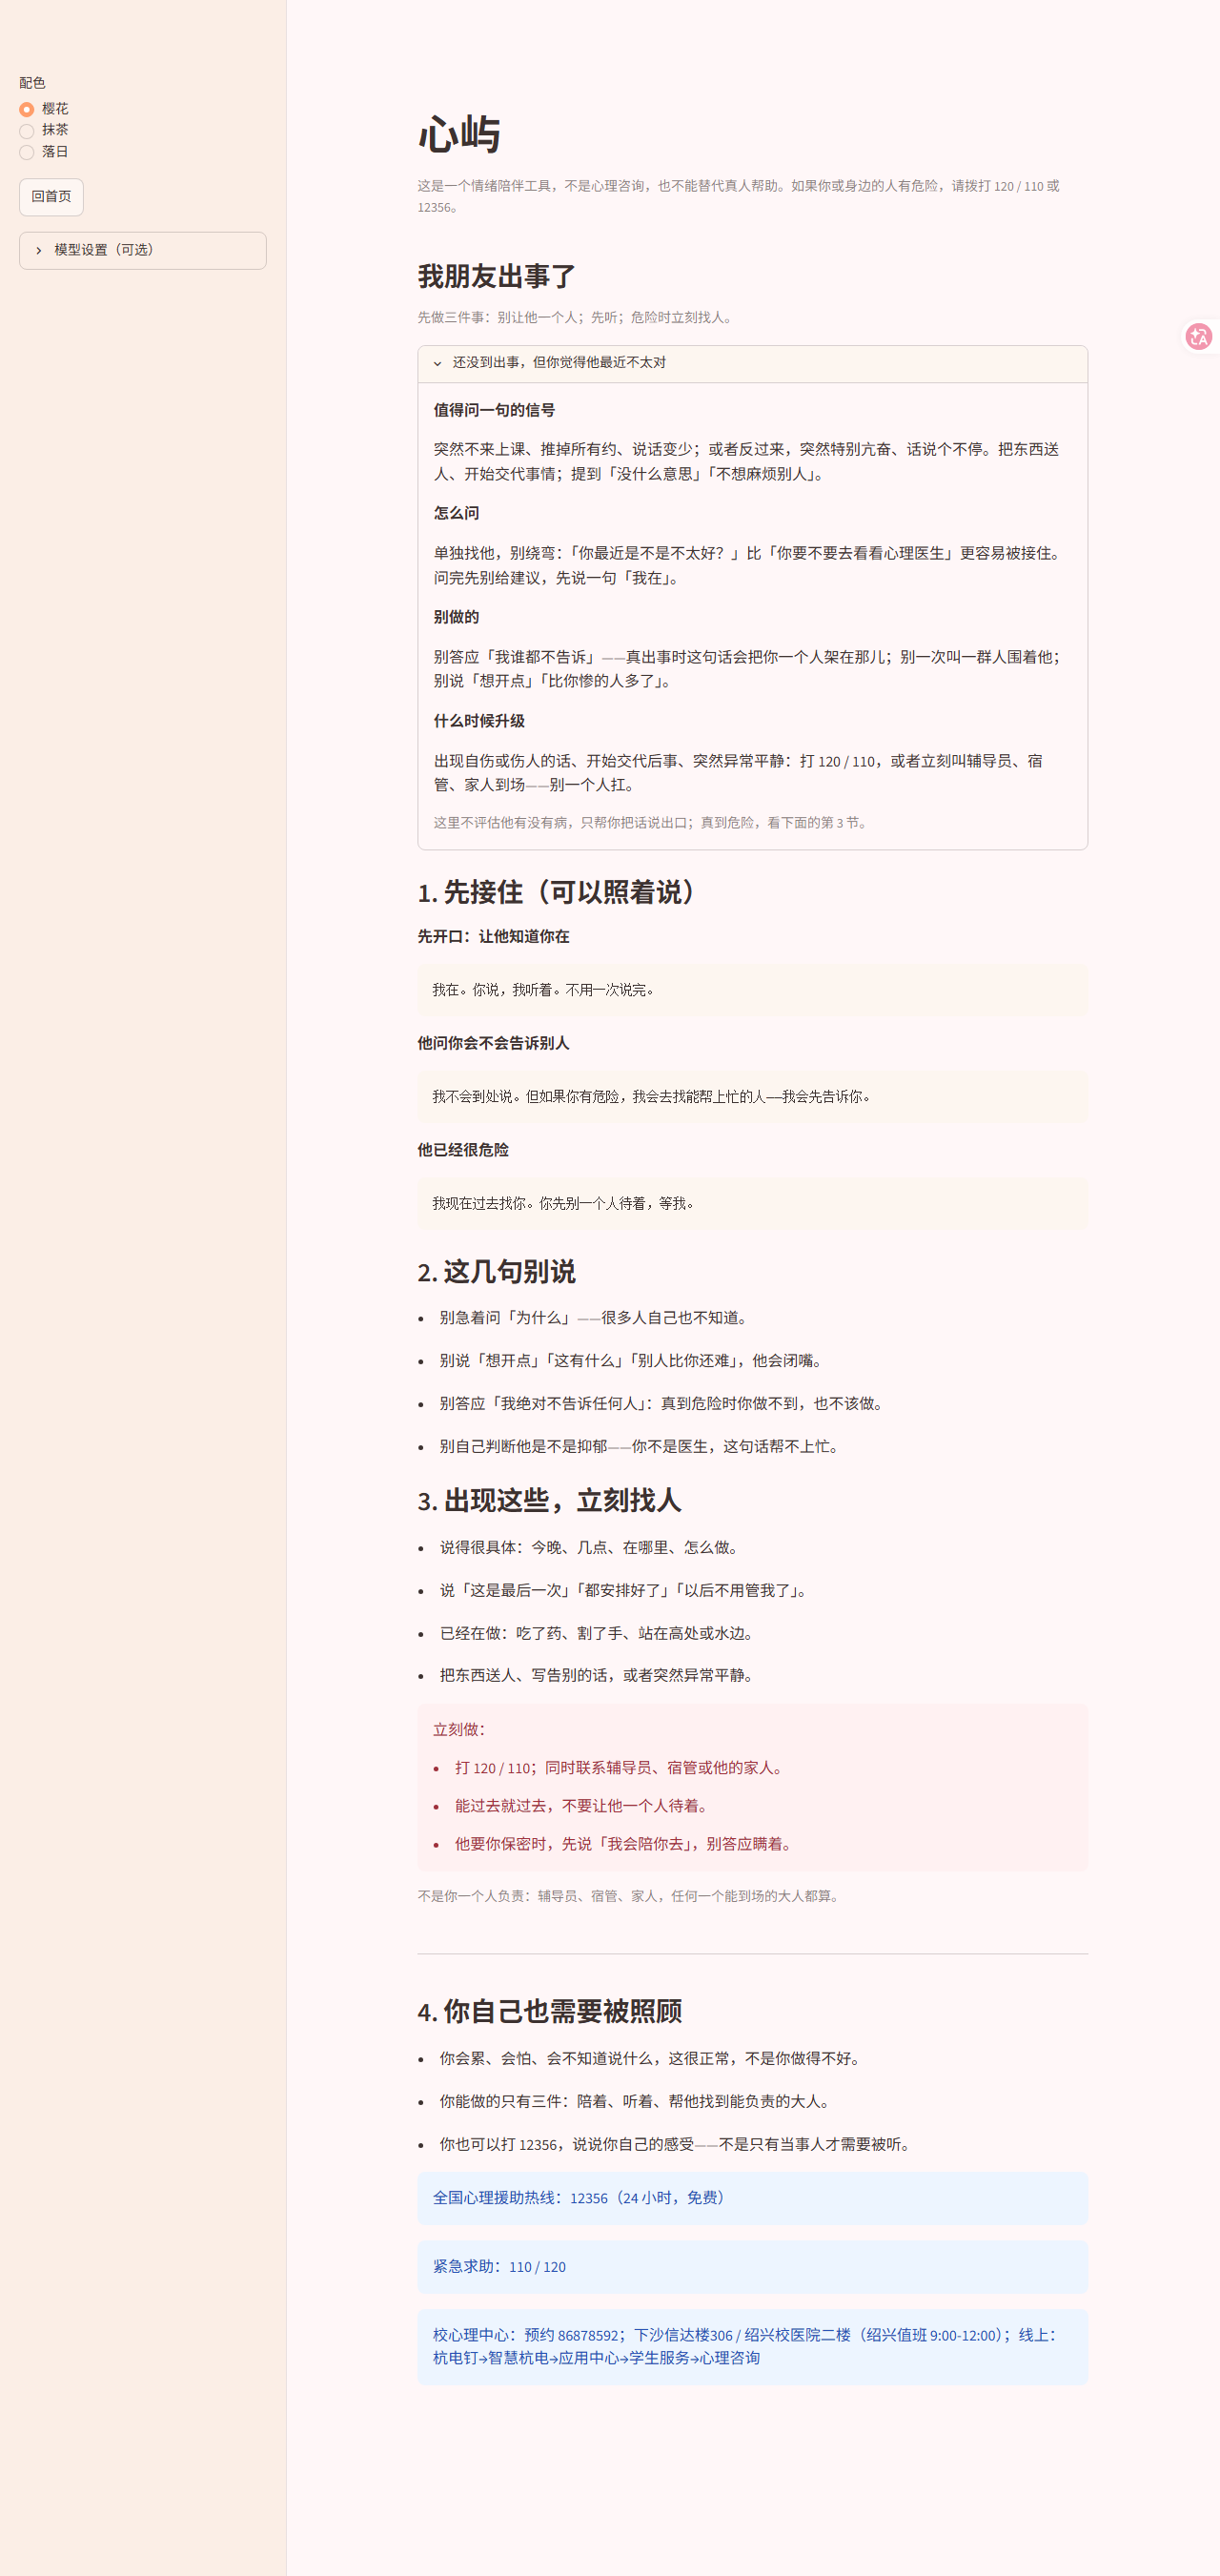 配色
樱花
抹茶
落日
回首页
模型设置（可选）
心屿
这是一个情绪陪伴工具，不是心理咨询，也不能替代真人帮助。如果你或身边的人有危险，请拨打 120 / 110 或
12356。
我朋友出事了
先做三件事：别让他一个人；先听；危险时立刻找人。
还没到出事，但你觉得他最近不太对
值得问一句的信号
突然不来上课、推掉所有约、说话变少；或者反过来，突然特别亢奋、话说个不停。把东西送
人、开始交代事情；提到「没什么意思」「不想麻烦别人」。
怎么问
单独找他，别绕弯：「你最近是不是不太好？」比「你要不要去看看心理医生」更容易被接住。
问完先别给建议，先说一句「我在」。
别做的
别答应「我谁都不告诉」——真出事时这句话会把你一个人架在那儿；别一次叫一群人围着他；
别说「想开点」「比你惨的人多了」。
什么时候升级
出现自伤或伤人的话、开始交代后事、突然异常平静：打 120 / 110，或者立刻叫辅导员、宿
管、家人到场——别一个人扛。
这里不评估他有没有病，只帮你把话说出口；真到危险，看下面的第 3 节。
1. 先接住（可以照着说）
先开口：让他知道你在
我在。你说，我听着。不用一次说完。
他问你会不会告诉别人
我不会到处说。但如果你有危险，我会去找能帮上忙的人——我会先告诉你。
他已经很危险
我现在过去找你。你先别一个人待着，等我。
2. 这几句别说
• 别急着问「为什么」——很多人自己也不知道。
• 别说「想开点」「这有什么」「别人比你还难」，他会闭嘴。
• 别答应「我绝对不告诉任何人」：真到危险时你做不到，也不该做。
• 别自己判断他是不是抑郁——你不是医生，这句话帮不上忙。
3. 出现这些，立刻找人
• 说得很具体：今晚、几点、在哪里、怎么做。
• 说「这是最后一次」「都安排好了」「以后不用管我了」。
• 已经在做：吃了药、割了手、站在高处或水边。
• 把东西送人、写告别的话，或者突然异常平静。
立刻做：
• 打 120 / 110；同时联系辅导员、宿管或他的家人。
• 能过去就过去，不要让他一个人待着。
• 他要你保密时，先说「我会陪你去」，别答应瞒着。
不是你一个人负责：辅导员、宿管、家人，任何一个能到场的大人都算。
4. 你自己也需要被照顾
• 你会累、会怕、会不知道说什么，这很正常，不是你做得不好。
• 你能做的只有三件：陪着、听着、帮他找到能负责的大人。
• 你也可以打 12356，说说你自己的感受——不是只有当事人才需要被听。
全国心理援助热线：12356（24 小时，免费）
紧急求助：110 / 120
校心理中心：预约 86878592；下沙信达楼306 / 绍兴校医院二楼（绍兴值班 9:00-12:00）；线上：
杭电钉→智慧杭电→应用中心→学生服务→心理咨询